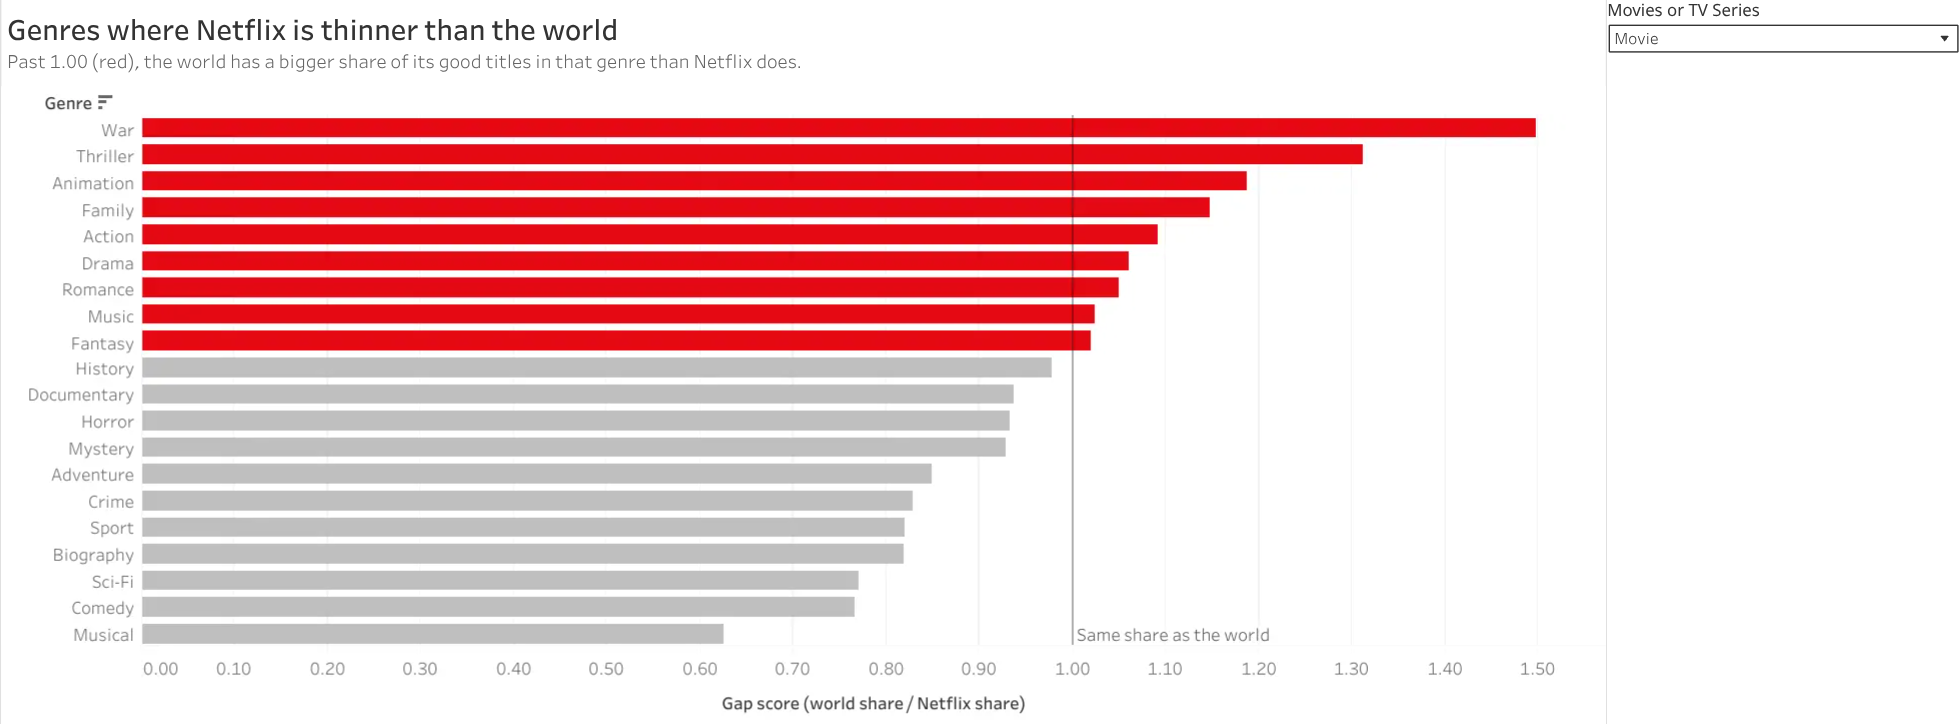 Genres where Netflix is thinner than the world
Past 1.00 (red), the world has a bigger share of its good titles in that genre than Netflix does.
Movies or TV Series
Movie
Genre
War
Thriller
Animation
Family
Action
Drama
Romance
Music
Fantasy
History
Documentary
Horror
Mystery
Adventure
Crime
Sport
Biography
Sci-Fi
Comedy
Musical
Same share as the world
0.00 0.10 0.20 0.30 0.40 0.50 0.60 0.70 0.80 0.90 1.00 1.10 1.20 1.30 1.40 1.50
Gap score (world share / Netflix share)